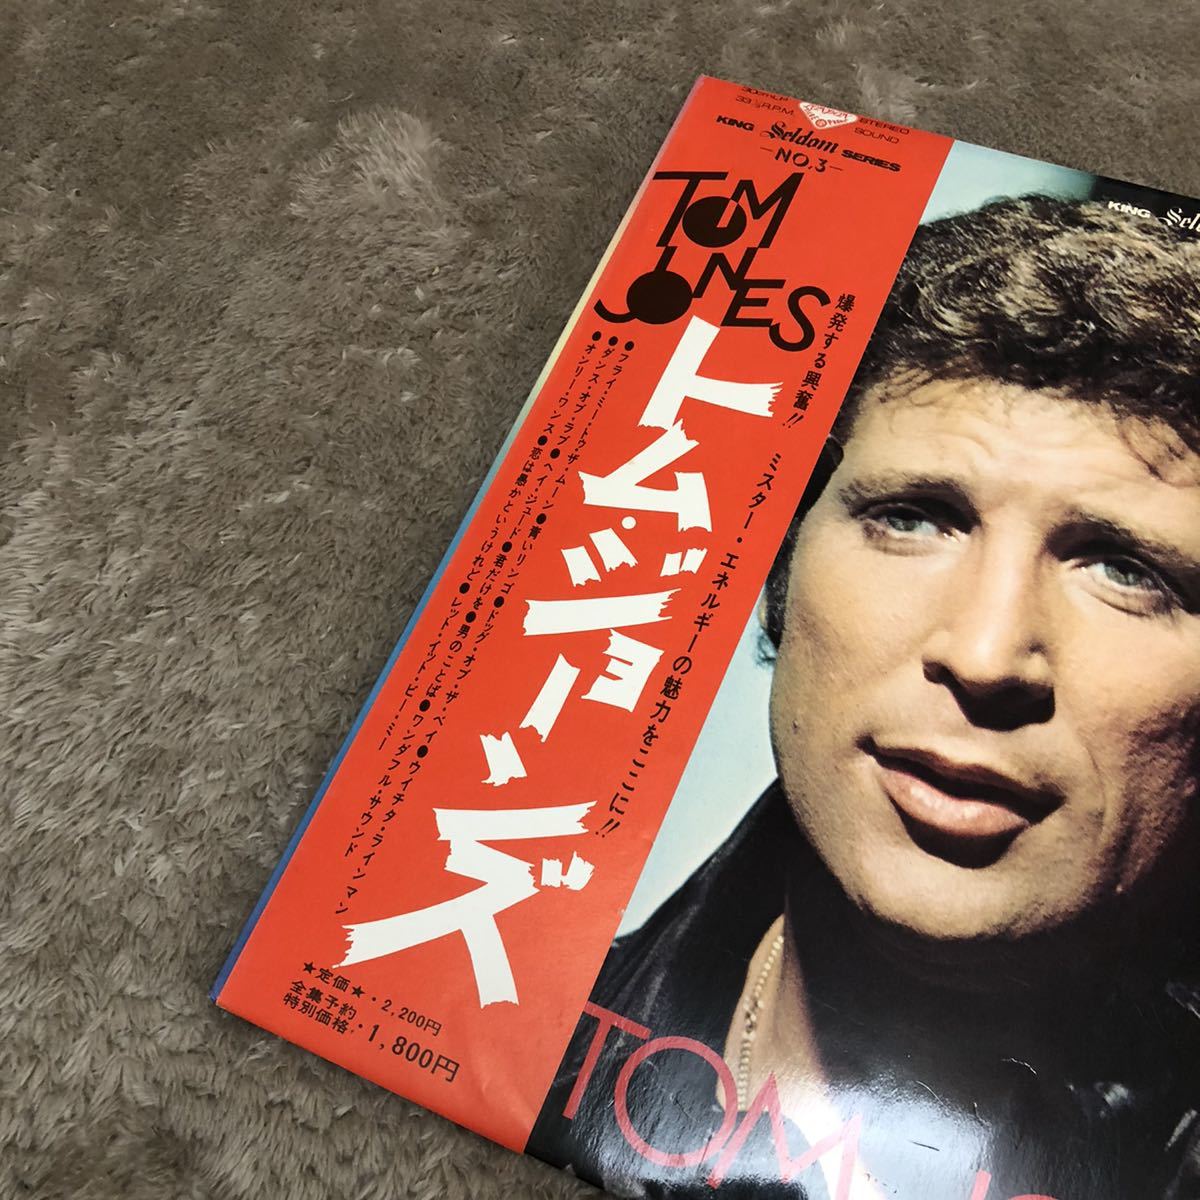 30cmLP
33 1/3 R.P.M.
STEREO
SOUND
KING Seldom SERIES
-NO.3-
TOM
JONES
トム・ジョーンズ
爆発する興奮!! ミスター・エネルギーの魅力をここに!!
●フライ・ミー・トゥ・ザ・ムーン●青いリンゴ●ドッグ・オブ・ザ・ベイ●ウイチタ・ラインマン
●ダンス・オブ・ラブ●ヘイ・ジュード●君だけを●男のことば●ワンダフル・サウンド
●オンリー・ワンス●恋は愚かというけれど●レット・イット・ビー・ミー
★定価★・2,200円
全集予約
特別価格・1,800円
KING
TOM